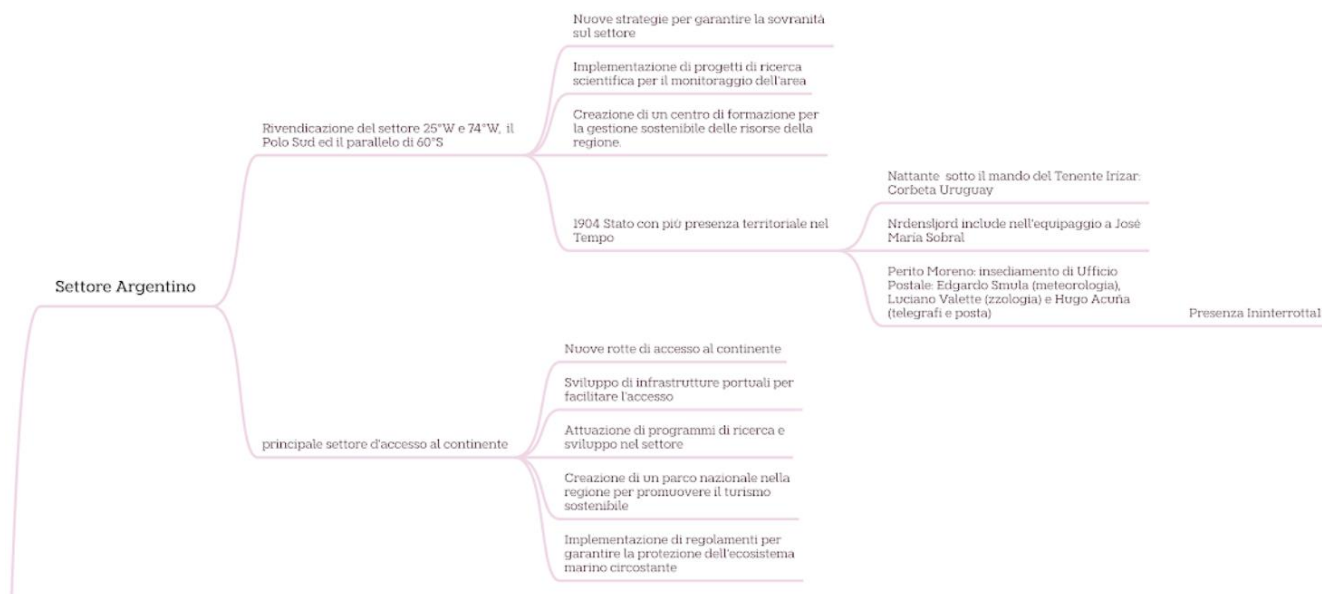 Nuove strategie per garantire la sovranità
sul settore
Implementazione di progetti di ricerca
scientifica per il monitoraggio dell'area
Creazione di un centro di formazione per
la gestione sostenibile delle risorse della
regione.
Rivendicazione del settore 25°W e 74°W, il
Polo Sud ed il parallelo di 60°S
Nattante sotto il mando del Tenente Irízar:
Corbeta Uruguay
1904 Stato con più presenza territoriale nel
Tempo
Nrdensljord include nell'equipaggio a José
María Sobral
Perito Moreno: insediamento di Ufficio
Postale: Edgardo Smula (meteorologia),
Luciano Valette (zzologia) e Hugo Acuña
(telegrafi e posta)
Presenza Ininterrotta1
Settore Argentino
Nuove rotte di accesso al continente
Sviluppo di infrastrutture portuali per
facilitare l'accesso
Attuazione di programmi di ricerca e
sviluppo nel settore
principale settore d'accesso al continente
Creazione di un parco nazionale nella
regione per promuovere il turismo
sostenibile
Implementazione di regolamenti per
garantire la protezione dell'ecosistema
marino circostante